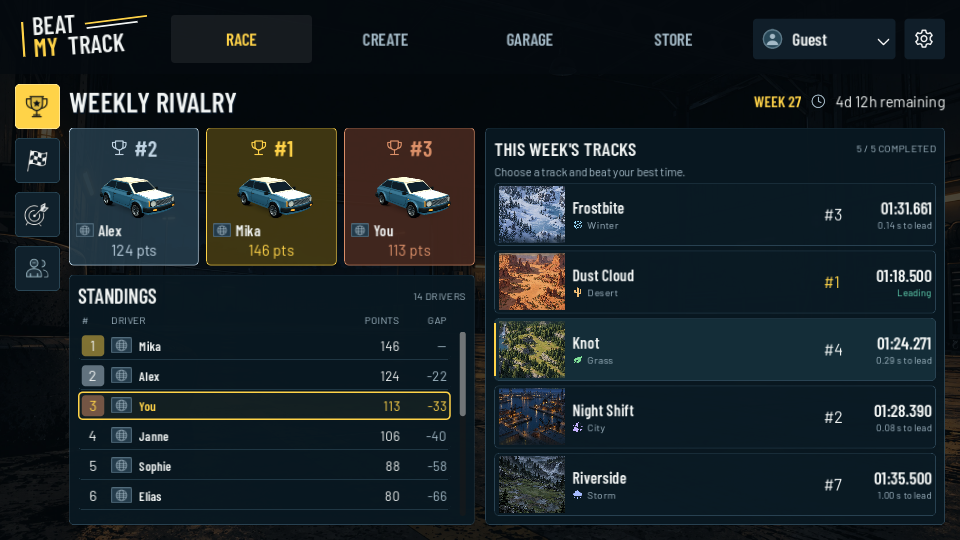 BEAT
MY TRACK
RACE
CREATE
GARAGE
STORE
Guest
WEEKLY RIVALRY
WEEK 27
4d 12h remaining
#2
Alex
124 pts
#1
Mika
146 pts
#3
You
113 pts
STANDINGS
14 DRIVERS
# DRIVER POINTS GAP
1 Mika 146 —
2 Alex 124 -22
3 You 113 -33
4 Janne 106 -40
5 Sophie 88 -58
6 Elias 80 -66
THIS WEEK'S TRACKS
5 / 5 COMPLETED
Choose a track and beat your best time.
Frostbite #3 01:31.661
Winter 0.14 s to lead
Dust Cloud #1 01:18.500
Desert Leading
Knot #4 01:24.271
Grass 0.29 s to lead
Night Shift #2 01:28.390
City 0.08 s to lead
Riverside #7 01:35.500
Storm 1.00 s to lead